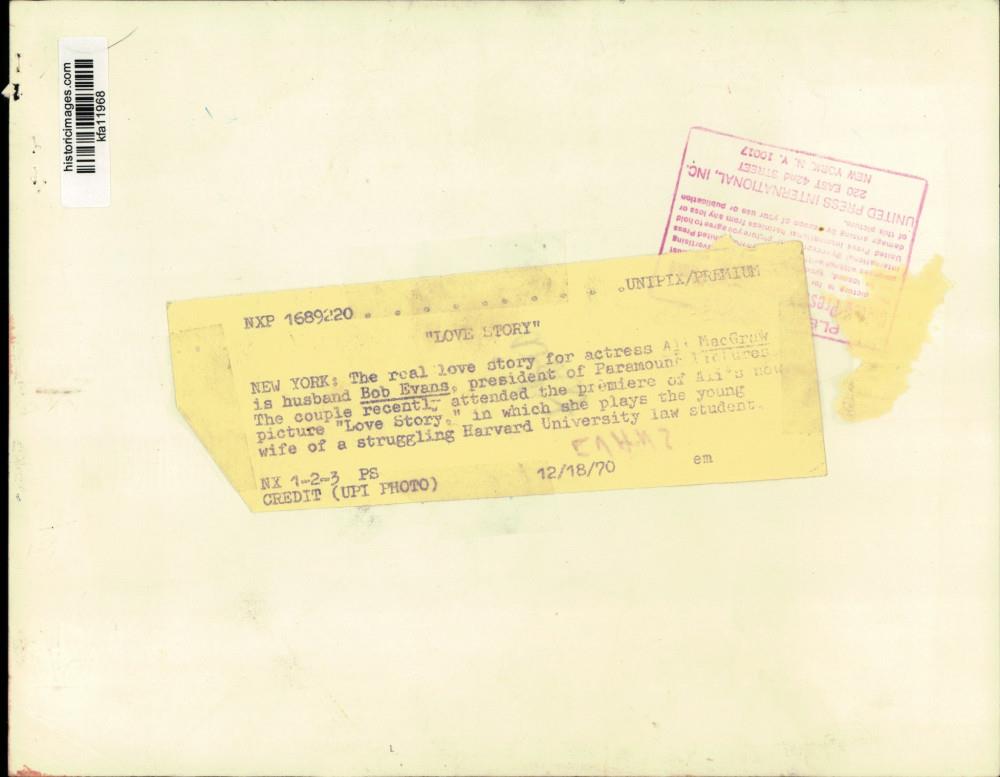 historicimages.com
kfa11968
UNITED PRESS INTERNATIONAL, INC.
220 EAST 42nd STREET
NEW YORK, N. Y. 10017
NXP 1689220 . . . . . . . . . .UNIPIX/PREMIUM
"LOVE STORY"
NEW YORK: The real love story for actress Ali MacGraw
is husband Bob Evans, president of Paramount Pictures.
The couple recently attended the premiere of Ali's now
picture "Love Story," in which she plays the young
wife of a struggling Harvard University law student.
EVANS
NX 1-2-3 PS 12/18/70 em
CREDIT (UPI PHOTO)